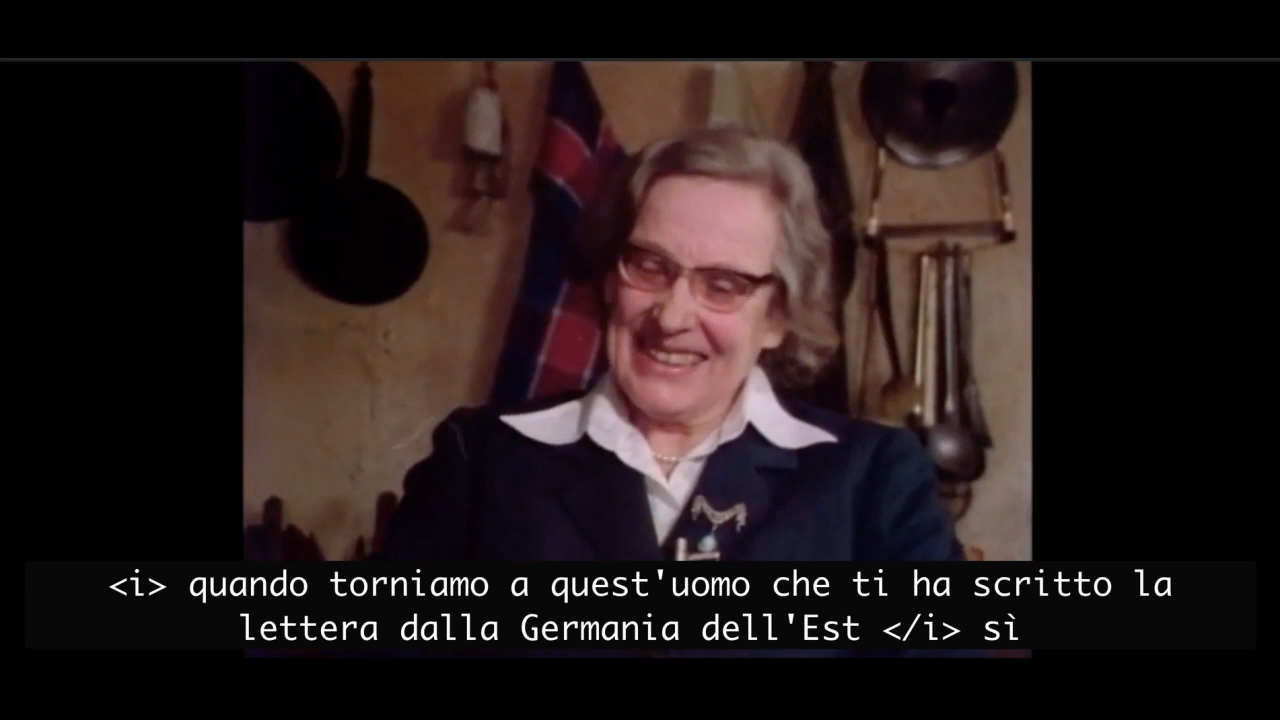 <i> quando torniamo a quest'uomo che ti ha scritto la
lettera dalla Germania dell'Est </i> sì